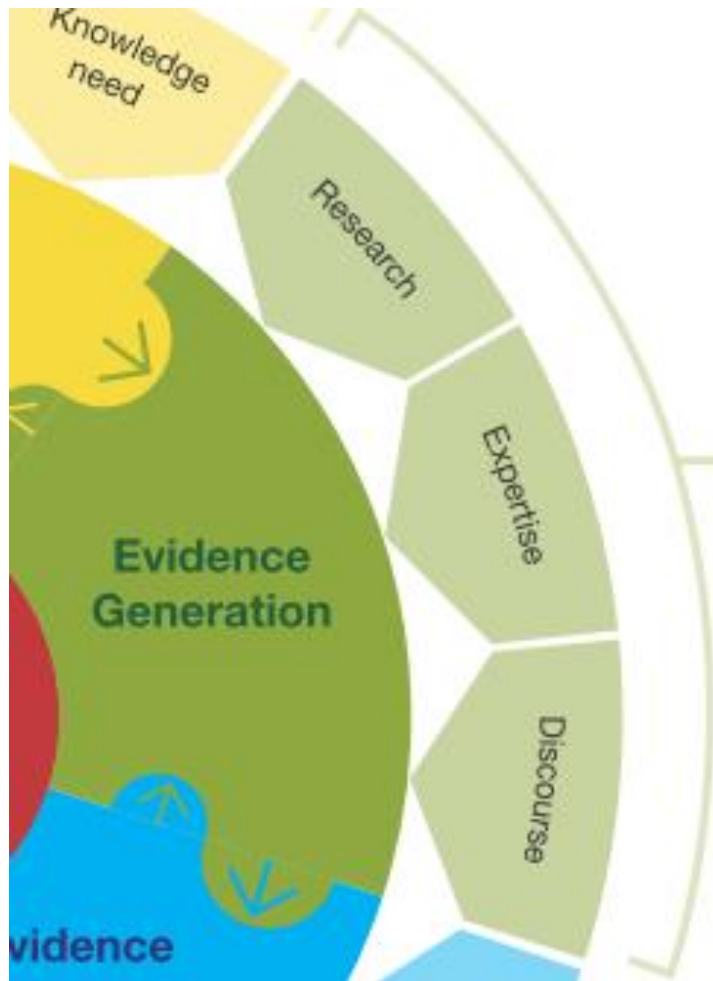 Knowledge
need
Research
Expertise
Evidence
Generation
Discourse
vidence